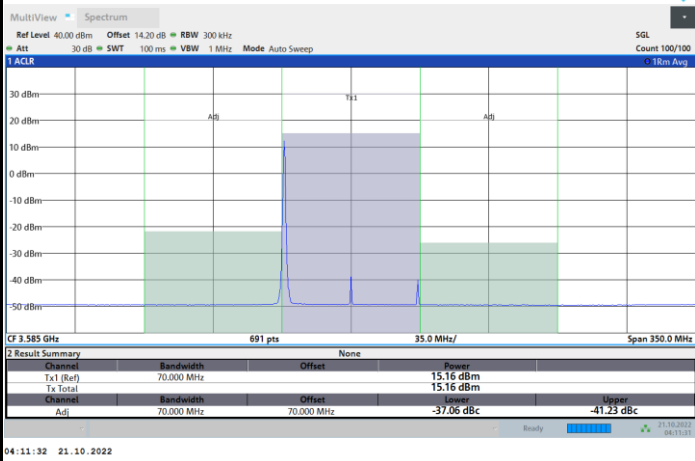 MultiView Spectrum
Ref Level 40.00 dBm Offset 14.20 dB RBW 300 kHz SGL
Att 30 dB SWT 100 ms VBW 1 MHz Mode Auto Sweep Count 100/100
1 ACLR 1Rm Avg
30 dBm
Tx1
20 dBm Adj Adj
10 dBm
0 dBm
-10 dBm
-20 dBm
-30 dBm
-40 dBm
-50 dBm
CF 3.585 GHz 691 pts 35.0 MHz/ Span 350.0 MHz
2 Result Summary None
Channel Bandwidth Offset Power
Tx1 (Ref) 70.000 MHz 15.16 dBm
Tx Total 15.16 dBm
Channel Bandwidth Offset Lower Upper
Adj 70.000 MHz 70.000 MHz -37.06 dBc -41.23 dBc
Ready 21.10.2022
04:11:31
04:11:32 21.10.2022